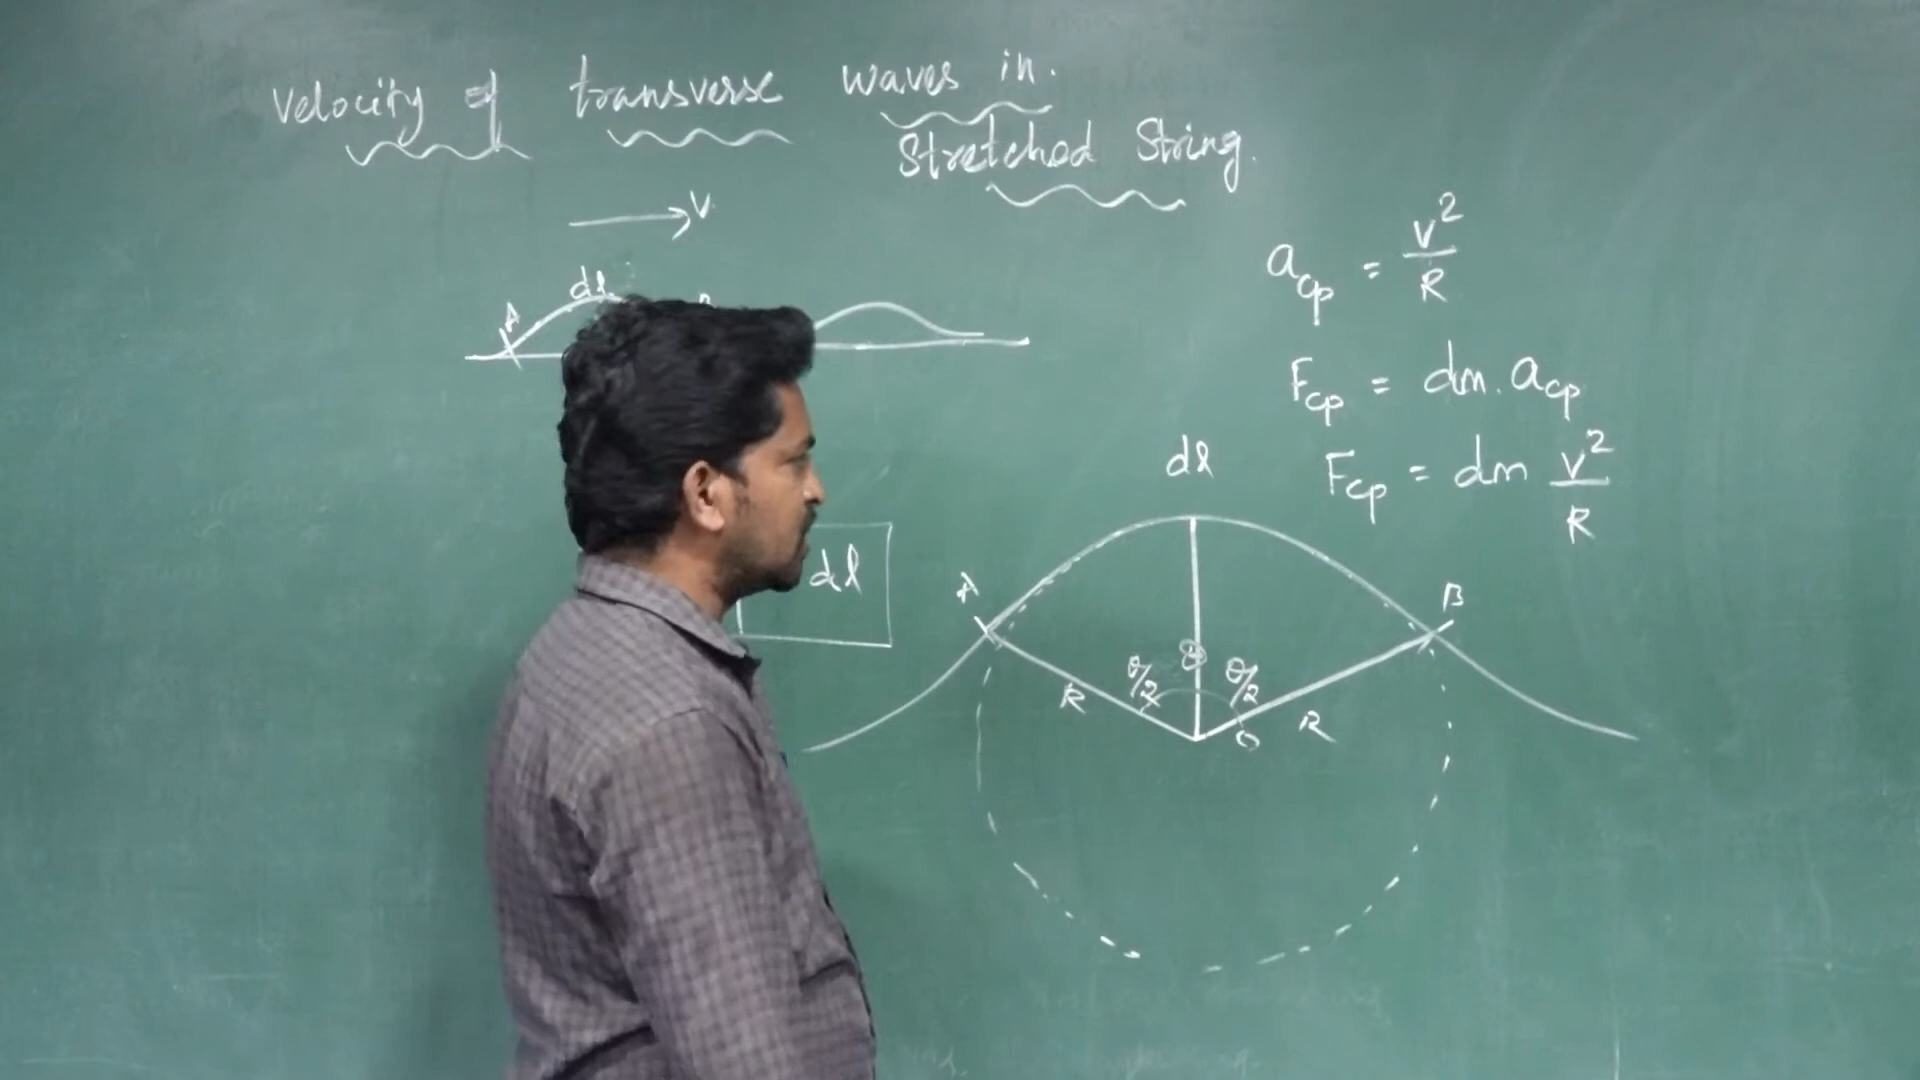 Velocity of transverse waves in.
Stretched String.
V
dl
A
a_cp = v²/R
F_cp = dm. a_cp
F_cp = dm v²/R
dl
dl
A
B
θ/2 θ θ/2
R
R
O